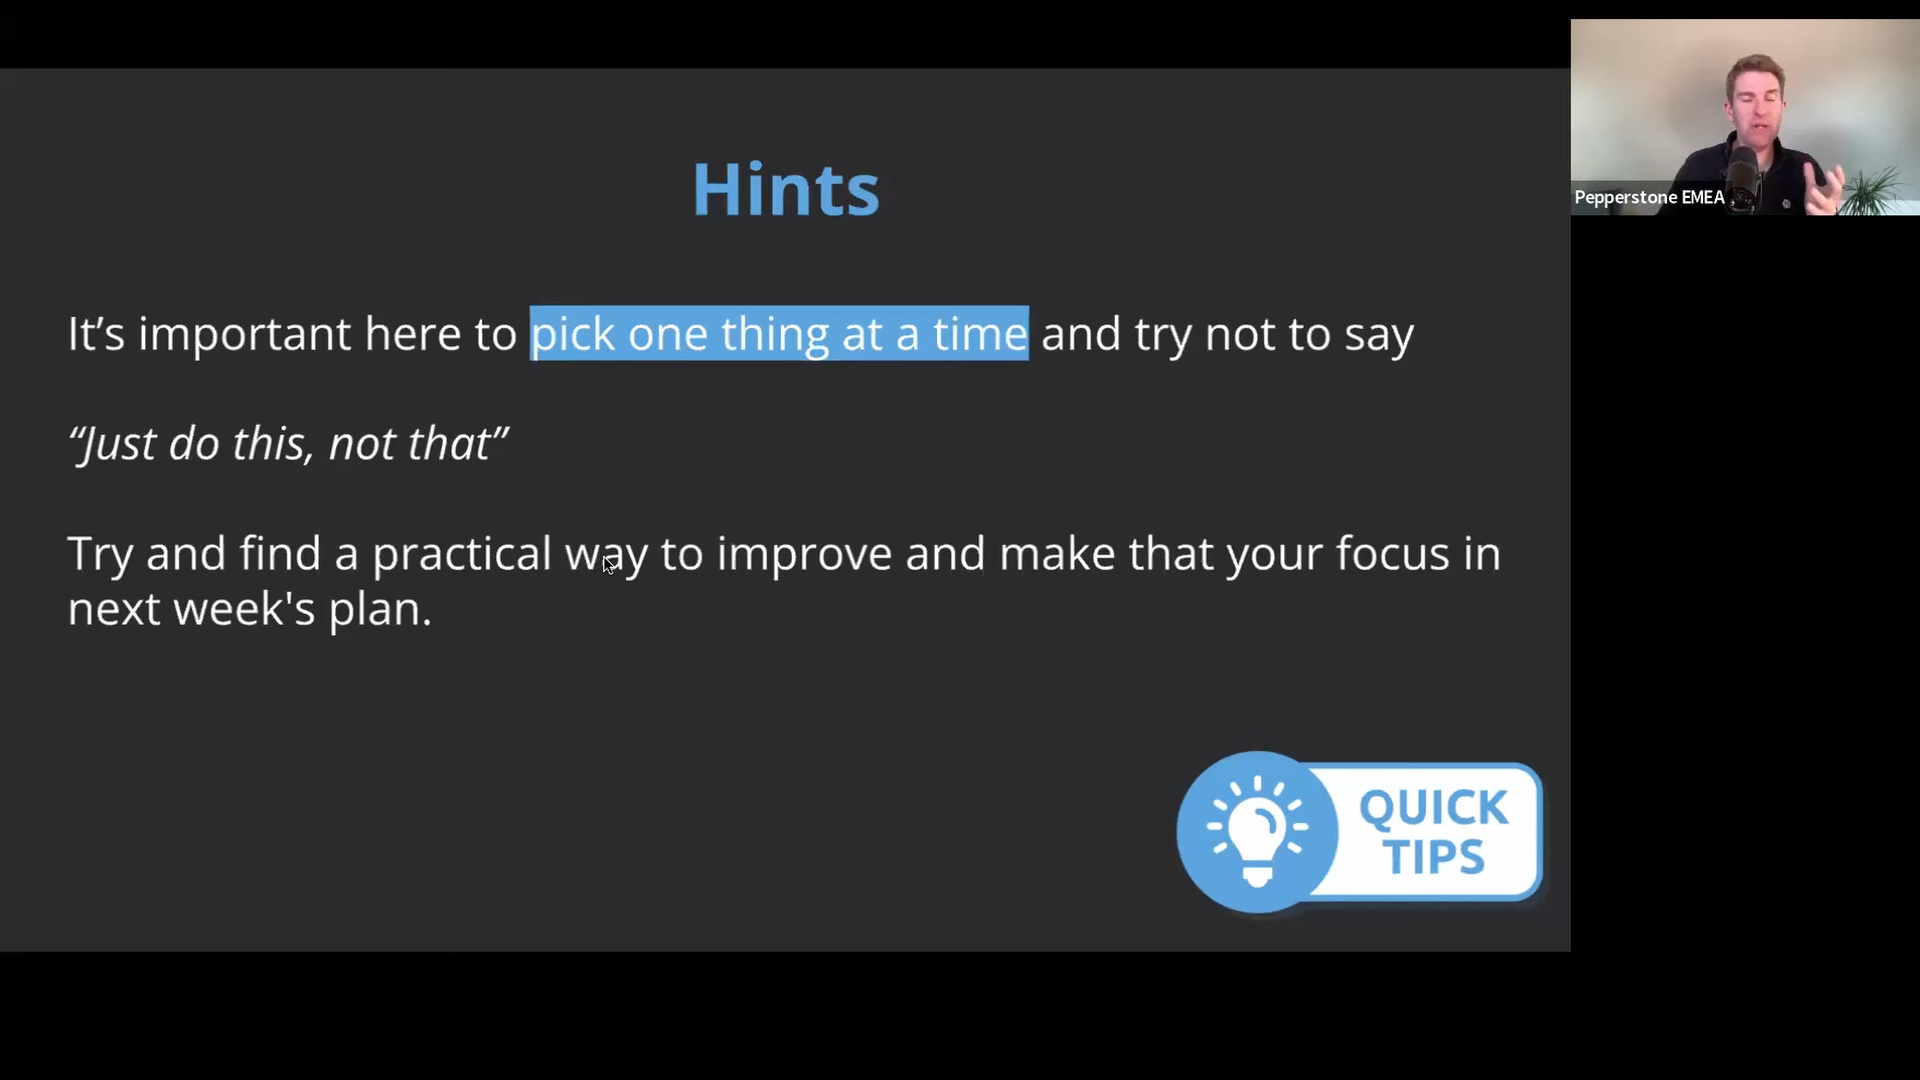 Hints
It’s important here to pick one thing at a time and try not to say
“Just do this, not that”
Try and find a practical way to improve and make that your focus in
next week's plan.
QUICK
TIPS
Pepperstone EMEA